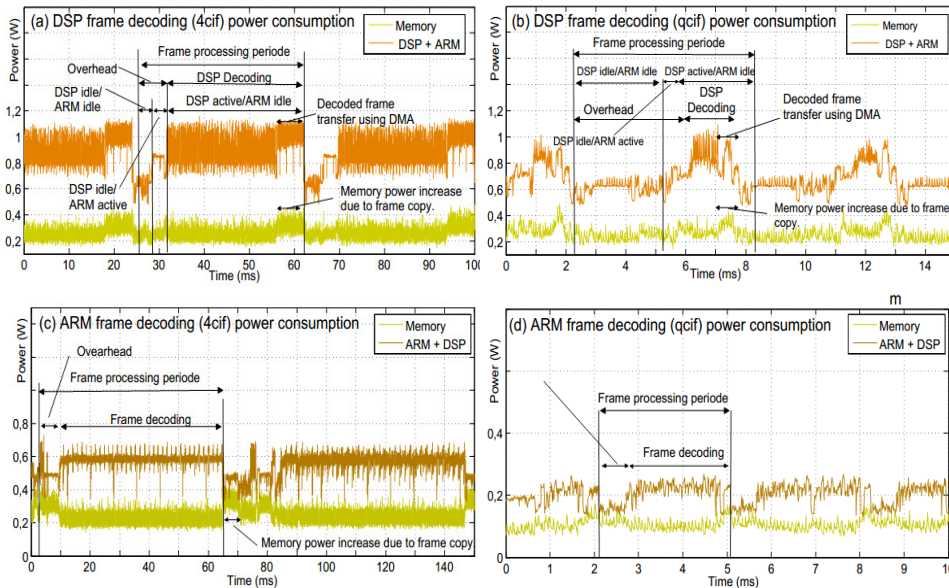 (a) DSP frame decoding (4cif) power consumption
Power (W)
Memory
DSP + ARM
Frame processing periode
Overhead
DSP Decoding
DSP idle/
ARM idle
DSP active/ARM idle
Decoded frame
transfer using DMA
DSP idle/
ARM active
Memory power increase
due to frame copy.
1,2
1
0,8
0,6
0,4
0,2
0 10 20 30 40 50 60 70 80 90 100
Time (ms)
(b) DSP frame decoding (qcif) power consumption
Power (W)
Memory
DSP + ARM
Frame processing periode
DSP idle/ARM idle
DSP active/ARM idle
Overhead
DSP
Decoding
Decoded frame
transfer using DMA
DSP idle/ARM active
Memory power increase due to frame
copy.
1,2
1
0,8
0,6
0,4
0,2
0 2 4 6 8 10 12 14
Time (ms)
(c) ARM frame decoding (4cif) power consumption
Power (W)
Memory
ARM + DSP
Ovearhead
Frame processing periode
Frame decoding
Memory power increase due to frame copy
0,8
0,6
0,4
0,2
0
0 50 100 150
Time (ms)
m
(d) ARM frame decoding (qcif) power consumption
Power (W)
Memory
ARM + DSP
Frame processing periode
Frame decoding
0,4
0,2
0
0 1 2 3 4 5 6 7 8 9 10
Time (ms)